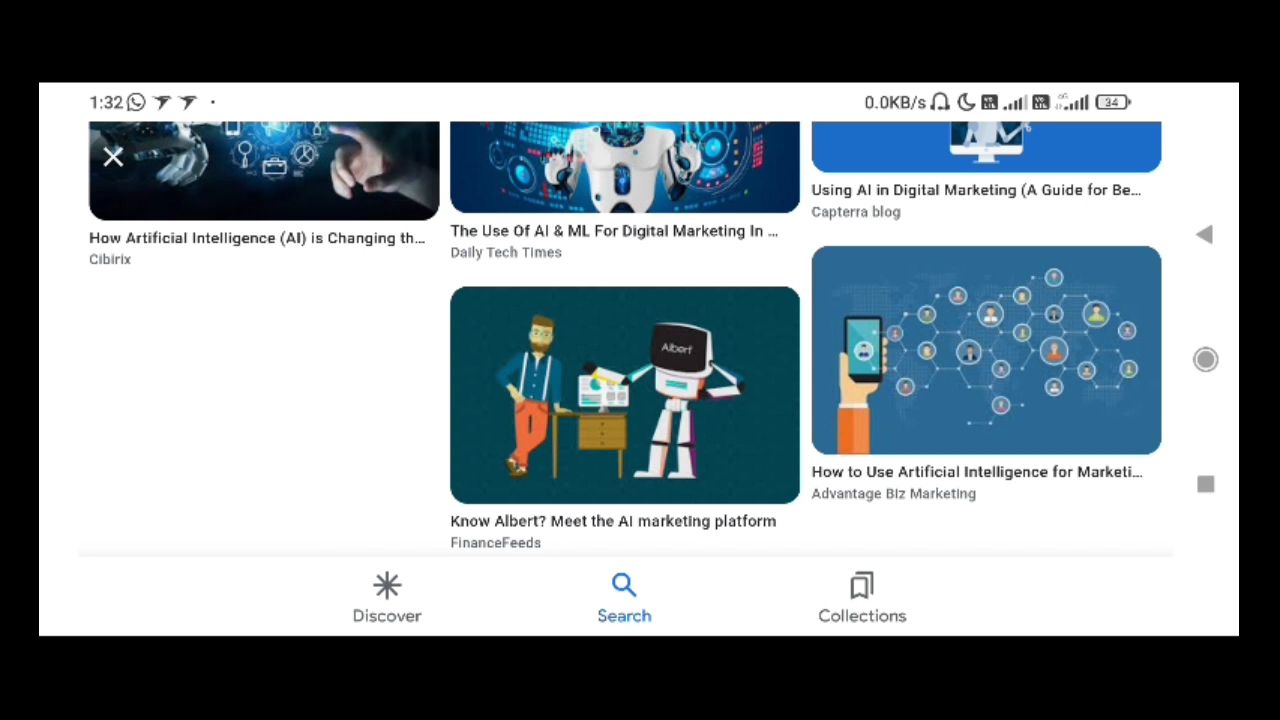 1:32
0.0KB/s
34
How Artificial Intelligence (AI) is Changing th...
Cibirix
The Use Of AI & ML For Digital Marketing In ...
Daily Tech Times
Using AI in Digital Marketing (A Guide for Be...
Capterra blog
Albert
Know Albert? Meet the AI marketing platform
FinanceFeeds
How to Use Artificial Intelligence for Marketi...
Advantage Biz Marketing
Discover
Search
Collections